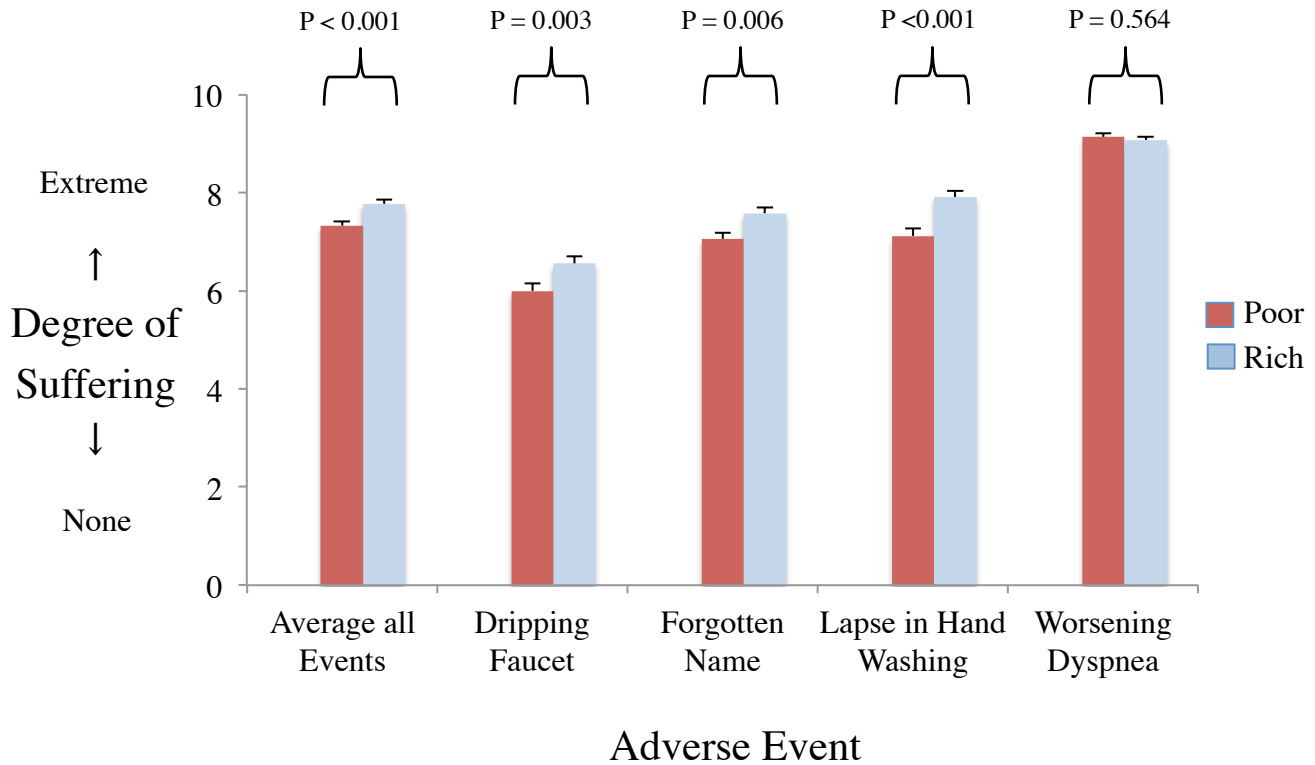 P < 0.001
P = 0.003
P = 0.006
P <0.001
P = 0.564
10
8
6
4
2
0
Extreme
↑
Degree of
Suffering
↓
None
Poor
Rich
Average all
Events
Dripping
Faucet
Forgotten
Name
Lapse in Hand
Washing
Worsening
Dyspnea
Adverse Event